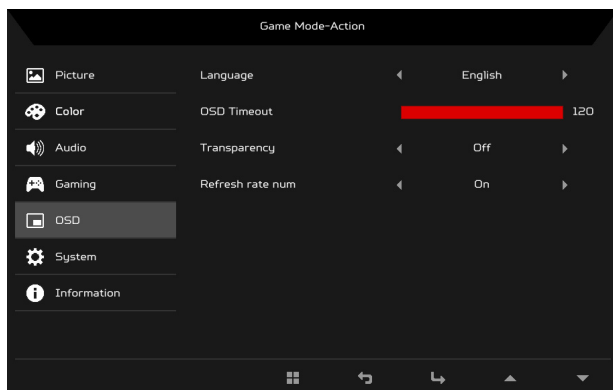 Game Mode-Action
Picture
Language English
Color
OSD Timeout 120
Audio
Transparency Off
Gaming
Refresh rate num On
OSD
System
Information